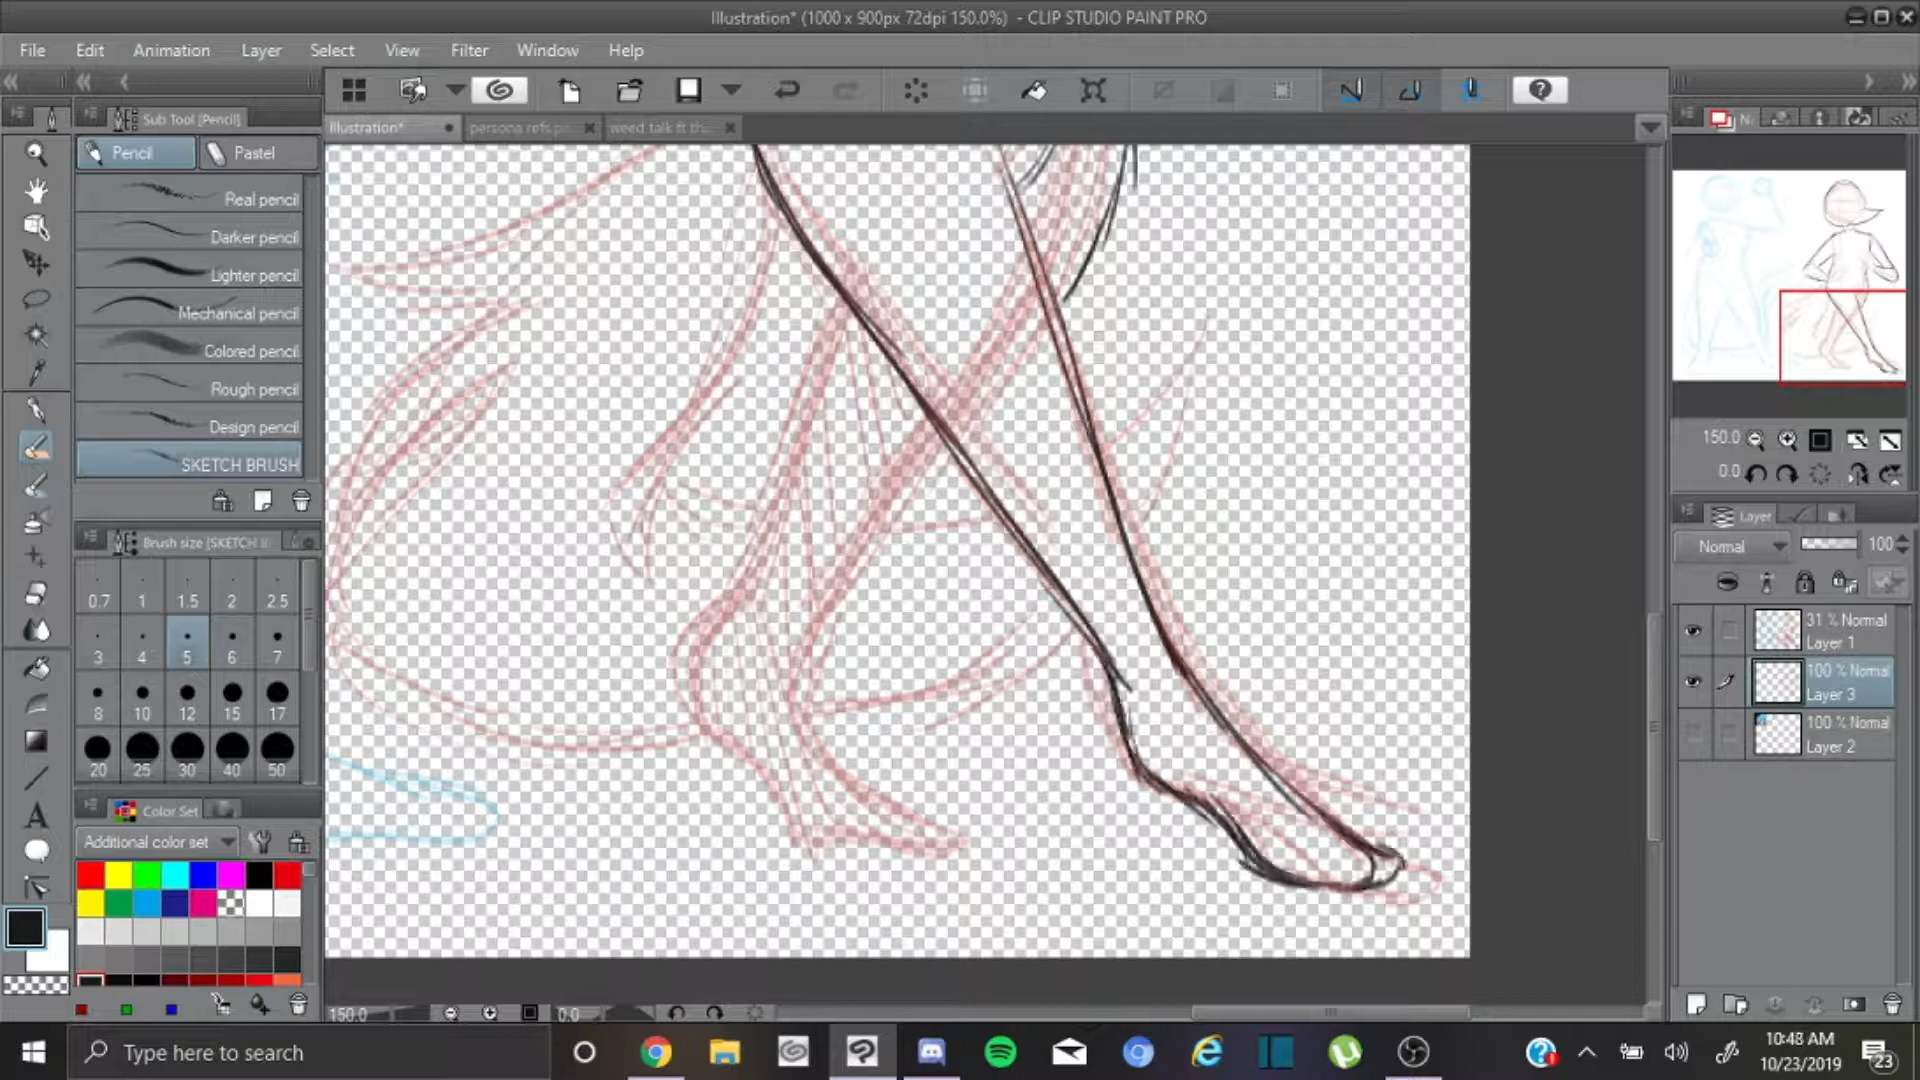 Illustration* (1000 x 900px 72dpi 150.0%) - CLIP STUDIO PAINT PRO
File Edit Animation Layer Select View Filter Window Help
Sub Tool [Pencil]
Illustration* persona refs.p weed talk ft th
Pencil Pastel
Real pencil
Darker pencil
Lighter pencil
Mechanical pencil
Colored pencil
Rough pencil
Design pencil
SKETCH BRUSH
Brush size [SKETCH B
0.7 1 1.5 2 2.5
3 4 5 6 7
8 10 12 15 17
20 25 30 40 50
Color Set
Additional color set
150.0 0.0
150.0
0.0
Layer
Normal 100
31 % Normal
Layer 1
100 % Normal
Layer 3
100 % Normal
Layer 2
Type here to search
10:48 AM
10/23/2019
23